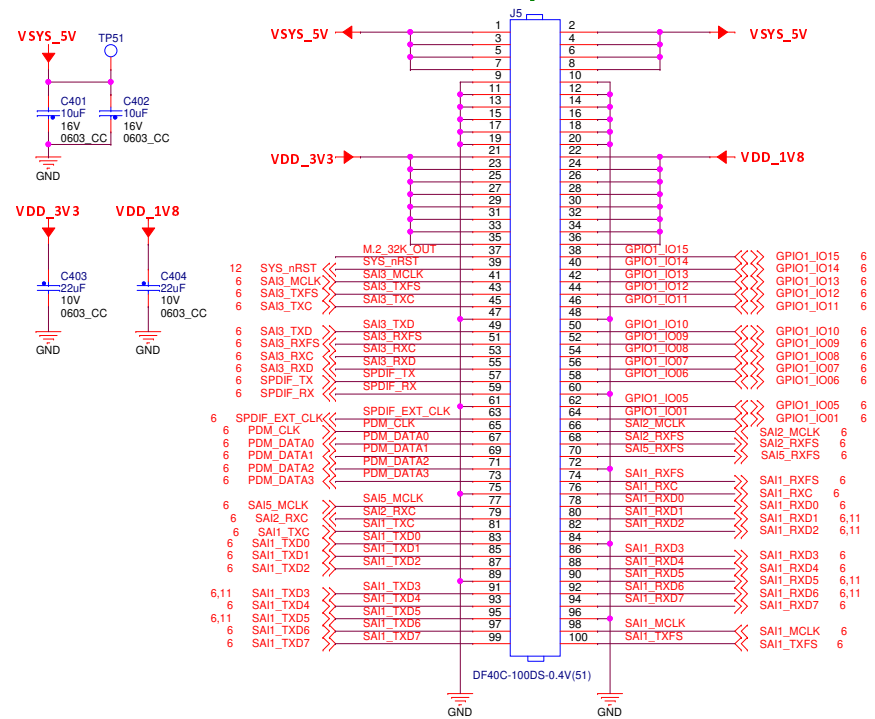 J5
VSYS_5V TP51 VSYS_5V 1 2 VSYS_5V
3 4
5 6
7 8
9 10
C401 C402 11 12
10uF 10uF 13 14
16V 16V 15 16
0603_CC 0603_CC 17 18
19 20
GND VDD_3V3 21 22 VDD_1V8
23 24
25 26
27 28
29 30
VDD_3V3 VDD_1V8 31 32
33 34
35 36
M.2_32K_OUT 37 38 GPIO1_IO15 GPIO1_IO15 6
12 SYS_nRST SYS_nRST 39 40 GPIO1_IO14 GPIO1_IO14 6
C403 C404 6 SAI3_MCLK SAI3_MCLK 41 42 GPIO1_IO13 GPIO1_IO13 6
22uF 22uF 6 SAI3_TXFS SAI3_TXFS 43 44 GPIO1_IO12 GPIO1_IO12 6
10V 10V 6 SAI3_TXC SAI3_TXC 45 46 GPIO1_IO11 GPIO1_IO11 6
0603_CC 0603_CC 47 48
6 SAI3_TXD SAI3_TXD 49 50 GPIO1_IO10 GPIO1_IO10 6
GND GND 6 SAI3_RXFS SAI3_RXFS 51 52 GPIO1_IO09 GPIO1_IO09 6
6 SAI3_RXC SAI3_RXC 53 54 GPIO1_IO08 GPIO1_IO08 6
6 SAI3_RXD SAI3_RXD 55 56 GPIO1_IO07 GPIO1_IO07 6
6 SPDIF_TX SPDIF_TX 57 58 GPIO1_IO06 GPIO1_IO06 6
6 SPDIF_RX SPDIF_RX 59 60
61 62 GPIO1_IO05 GPIO1_IO05 6
6 SPDIF_EXT_CLK SPDIF_EXT_CLK 63 64 GPIO1_IO01 GPIO1_IO01 6
6 PDM_CLK PDM_CLK 65 66 SAI2_MCLK SAI2_MCLK 6
6 PDM_DATA0 PDM_DATA0 67 68 SAI2_RXFS SAI2_RXFS 6
6 PDM_DATA1 PDM_DATA1 69 70 SAI5_RXFS SAI5_RXFS 6
6 PDM_DATA2 PDM_DATA2 71 72
6 PDM_DATA3 PDM_DATA3 73 74 SAI1_RXFS SAI1_RXFS 6
75 76 SAI1_RXC SAI1_RXC 6
6 SAI5_MCLK SAI5_MCLK 77 78 SAI1_RXD0 SAI1_RXD0 6
6 SAI2_RXC SAI2_RXC 79 80 SAI1_RXD1 SAI1_RXD1 6,11
6 SAI1_TXC SAI1_TXC 81 82 SAI1_RXD2 SAI1_RXD2 6,11
6 SAI1_TXD0 SAI1_TXD0 83 84
6 SAI1_TXD1 SAI1_TXD1 85 86 SAI1_RXD3 SAI1_RXD3 6
6 SAI1_TXD2 SAI1_TXD2 87 88 SAI1_RXD4 SAI1_RXD4 6
89 90 SAI1_RXD5 SAI1_RXD5 6,11
6,11 SAI1_TXD3 SAI1_TXD3 91 92 SAI1_RXD6 SAI1_RXD6 6,11
6 SAI1_TXD4 SAI1_TXD4 93 94 SAI1_RXD7 SAI1_RXD7 6
6,11 SAI1_TXD5 SAI1_TXD5 95 96
6 SAI1_TXD6 SAI1_TXD6 97 98 SAI1_MCLK SAI1_MCLK 6
6 SAI1_TXD7 SAI1_TXD7 99 100 SAI1_TXFS SAI1_TXFS 6
DF40C-100DS-0.4V(51)
GND GND